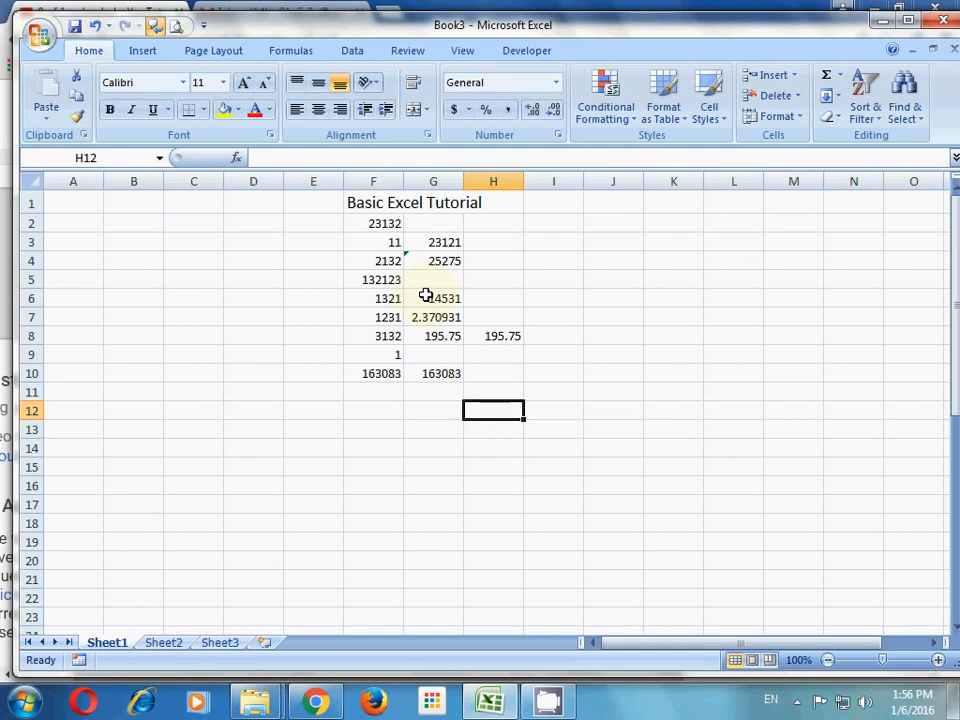 Book3 - Microsoft Excel
Home Insert Page Layout Formulas Data Review View Developer
Paste
Calibri 11 General
B I U A $ % ,
Conditional Formatting Format as Table Cell Styles
Insert
Delete
Format
Σ
Sort & Filter Find & Select
Clipboard Font Alignment Number Styles Cells Editing
H12 fx
A B C D E F G H I J K L M N O
1 Basic Excel Tutorial
2 23132
3 11 23121
4 2132 25275
5 132123
6 1321 4531
7 1231 2.370931
8 3132 195.75 195.75
9 1
10 163083 163083
11
12
13
14
15
16
17
18
19
20
21
22
23
Sheet1 Sheet2 Sheet3
Ready 100%
EN 1:56 PM
1/6/2016